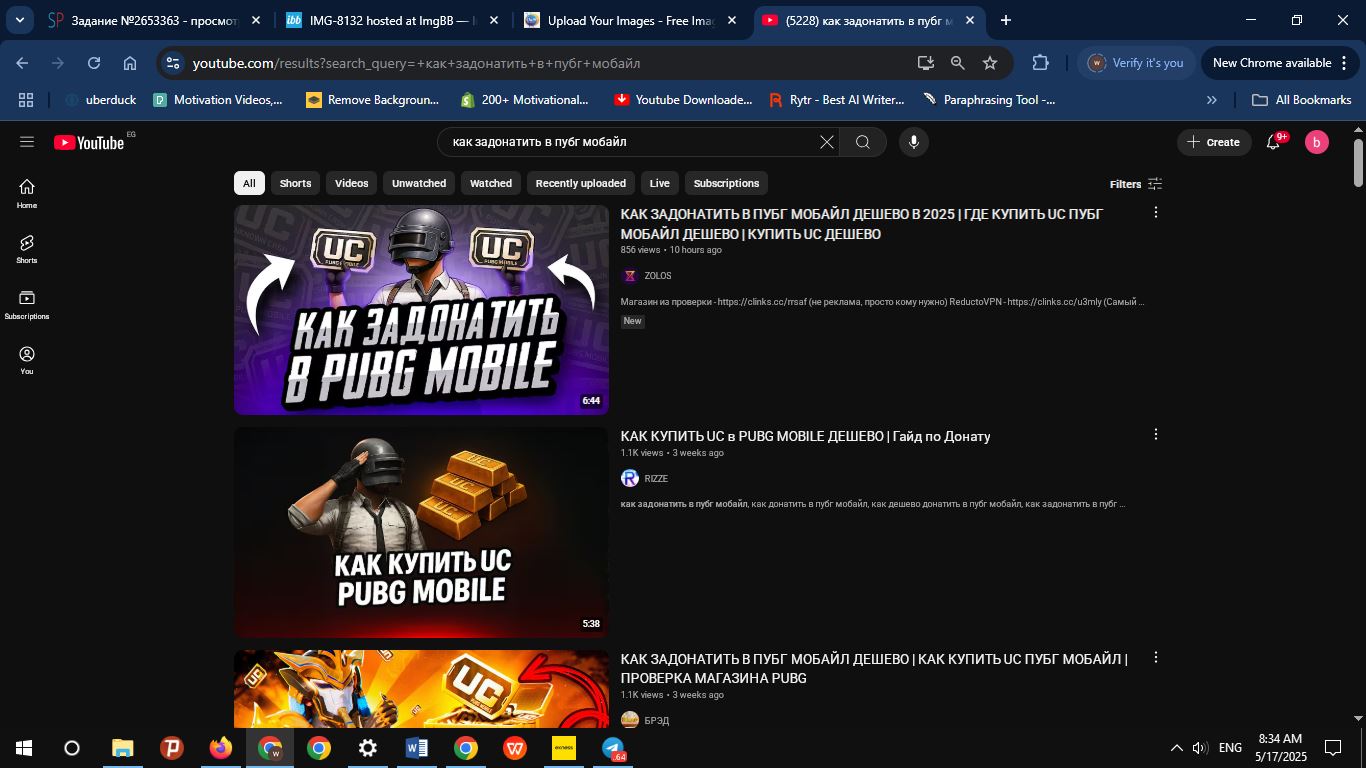 Задание №2653363 - просмот
IMG-8132 hosted at ImgBB — I
Upload Your Images - Free Imag
(5228) как задонатить в пубг м
youtube.com/results?search_query=+как+задонатить+в+пубг+мобайл
Verify it's you
New Chrome available
uberduck
Motivation Videos,...
Remove Backgroun...
200+ Motivational...
Youtube Downloade...
Rytr - Best AI Writer...
Paraphrasing Tool -...
All Bookmarks
YouTube EG
как задонатить в пубг мобайл
Create
9+
b
All
Shorts
Videos
Unwatched
Watched
Recently uploaded
Live
Subscriptions
Filters
Home
Shorts
Subscriptions
You
UC
PUBG MOBILE
UC
PUBG MOBILE
КАК ЗАДОНАТИТЬ
В PUBG MOBILE
6:44
КАК ЗАДОНАТИТЬ В ПУБГ МОБАЙЛ ДЕШЕВО В 2025 | ГДЕ КУПИТЬ UC ПУБГ
МОБАЙЛ ДЕШЕВО | КУПИТЬ UC ДЕШЕВО
856 views • 10 hours ago
ZOLOS
Магазин из проверки - https://clinks.cc/rrsaf (не реклама, просто кому нужно) ReductoVPN - https://clinks.cc/u3mly (Самый ...
New
UC
КАК КУПИТЬ UC
PUBG MOBILE
5:38
КАК КУПИТЬ UC в PUBG MOBILE ДЕШЕВО | Гайд по Донату
1.1K views • 3 weeks ago
RIZZE
как задонатить в пубг мобайл, как донатить в пубг мобайл, как дешево донатить в пубг мобайл, как задонатить в пубг ...
UC
UC
КАК ЗАДОНАТИТЬ В ПУБГ МОБАЙЛ ДЕШЕВО | КАК КУПИТЬ UC ПУБГ МОБАЙЛ |
ПРОВЕРКА МАГАЗИНА PUBG
1.1K views • 3 weeks ago
БРЭД
exness
64
ENG
8:34 AM
5/17/2025